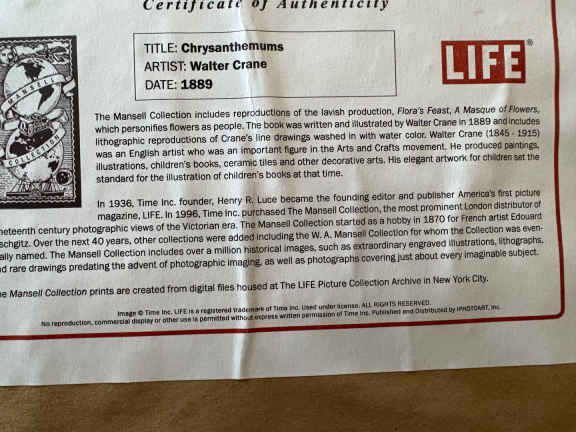 Certificate of Authenticity
TITLE: Chrysanthemums
ARTIST: Walter Crane
DATE: 1889
LIFE®
MANSELL
COLLECTION
The Mansell Collection includes reproductions of the lavish production, Flora's Feast, A Masque of Flowers,
which personifies flowers as people. The book was written and illustrated by Walter Crane in 1889 and includes
lithographic reproductions of Crane's line drawings washed in with water color. Walter Crane (1845 - 1915)
was an English artist who was an important figure in the Arts and Crafts movement. He produced paintings,
illustrations, children's books, ceramic tiles and other decorative arts. His elegant artwork for children set the
standard for the illustration of children's books at that time.
In 1936, Time Inc. founder, Henry R. Luce became the founding editor and publisher America's first picture
magazine, LIFE. In 1996, Time Inc. purchased The Mansell Collection, the most prominent London distributor of
neteenth century photographic views of the Victorian era. The Mansell Collection started as a hobby in 1870 for French artist Edouard
schgitz. Over the next 40 years, other collections were added including the W. A. Mansell Collection for whom the Collection was even-
ally named. The Mansell Collection includes over a million historical images, such as extraordinary engraved illustrations, lithographs,
nd rare drawings predating the advent of photographic imaging, as well as photographs covering just about every imaginable subject.
he Mansell Collection prints are created from digital files housed at The LIFE Picture Collection Archive in New York City.
Image © Time Inc. LIFE is a registered trademark of Time Inc. Used under license. ALL RIGHTS RESERVED.
No reproduction, commercial display or other use is permitted without express written permission of Time Inc. Published and Distributed by IPHOTOART, Inc.